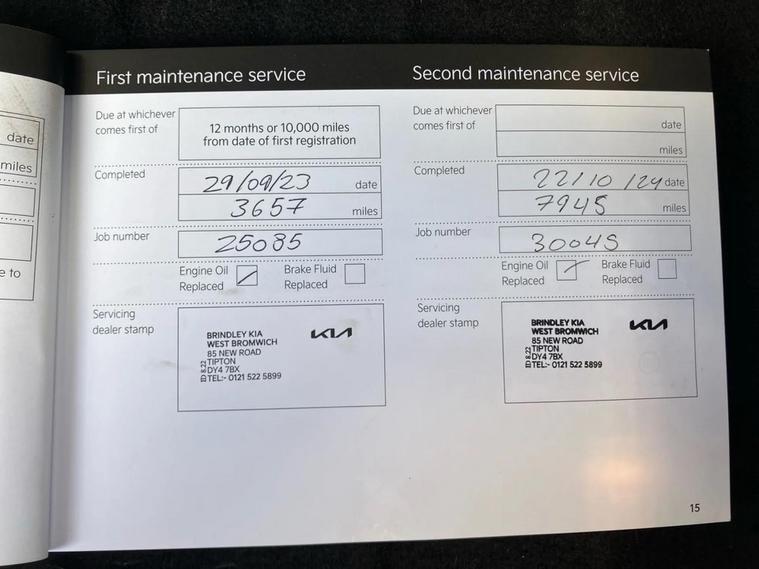 date
miles
e to
First maintenance service
Due at whichever
comes first of
12 months or 10,000 miles
from date of first registration
Completed
29/09/23 date
3657 miles
Job number
25085
Engine Oil
Replaced
Brake Fluid
Replaced
Servicing
dealer stamp
BRINDLEY KIA
WEST BROMWICH
85 NEW ROAD
TIPTON
DY4 7BX
TEL:- 0121 522 5899
KIA
Second maintenance service
Due at whichever
comes first of
date
miles
Completed
22/10/24 date
7945 miles
Job number
30045
Engine Oil
Replaced
Brake Fluid
Replaced
Servicing
dealer stamp
BRINDLEY KIA
WEST BROMWICH
85 NEW ROAD
TIPTON
DY4 7BX
TEL:- 0121 522 5899
KIA
15